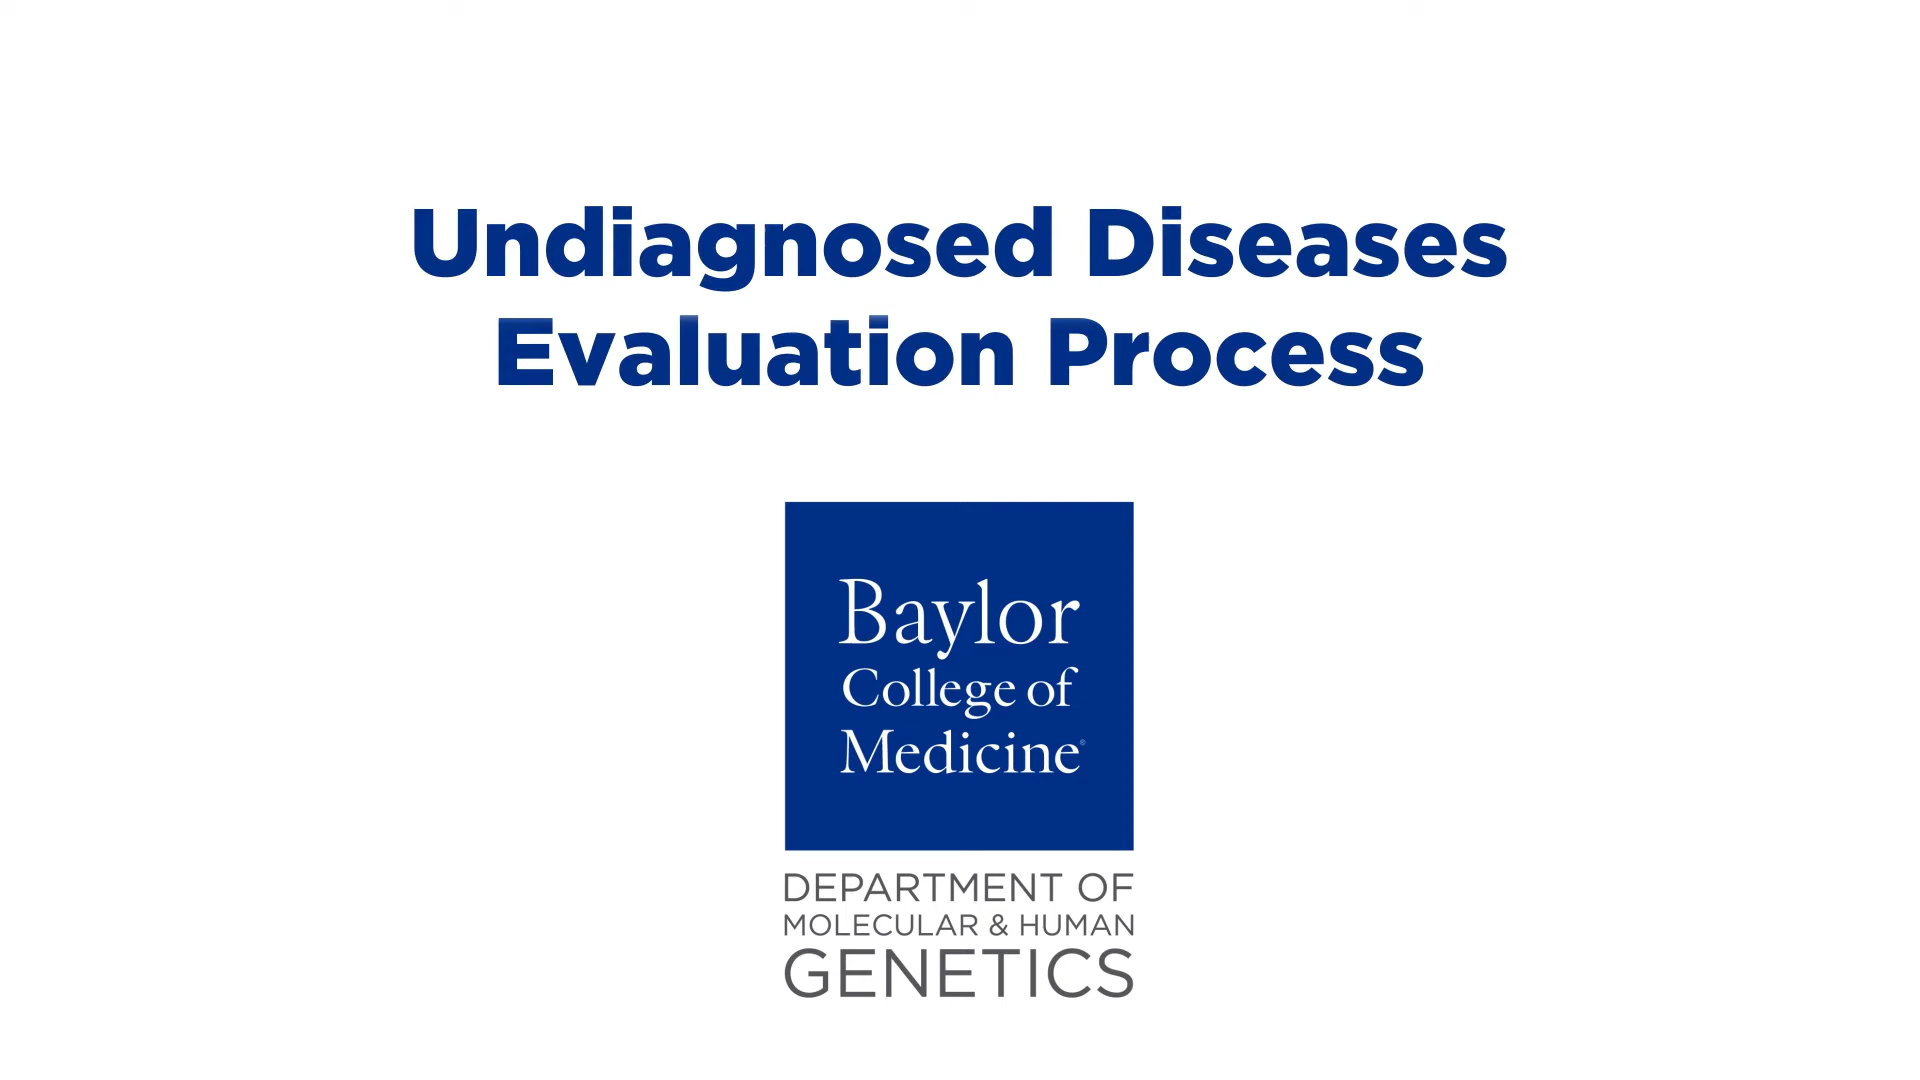 Undiagnosed Diseases
Evaluation Process
Baylor
College of
Medicine®
DEPARTMENT OF
MOLECULAR & HUMAN
GENETICS